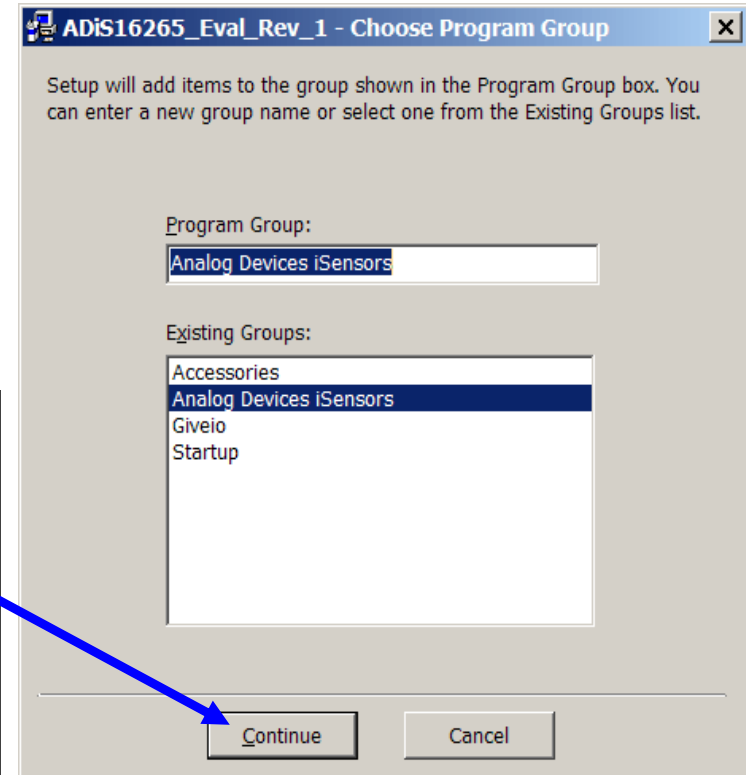 ADiS16265_Eval_Rev_1 - Choose Program Group
Setup will add items to the group shown in the Program Group box. You
can enter a new group name or select one from the Existing Groups list.
Program Group:
Analog Devices iSensors
Existing Groups:
Accessories
Analog Devices iSensors
Giveio
Startup
Continue
Cancel